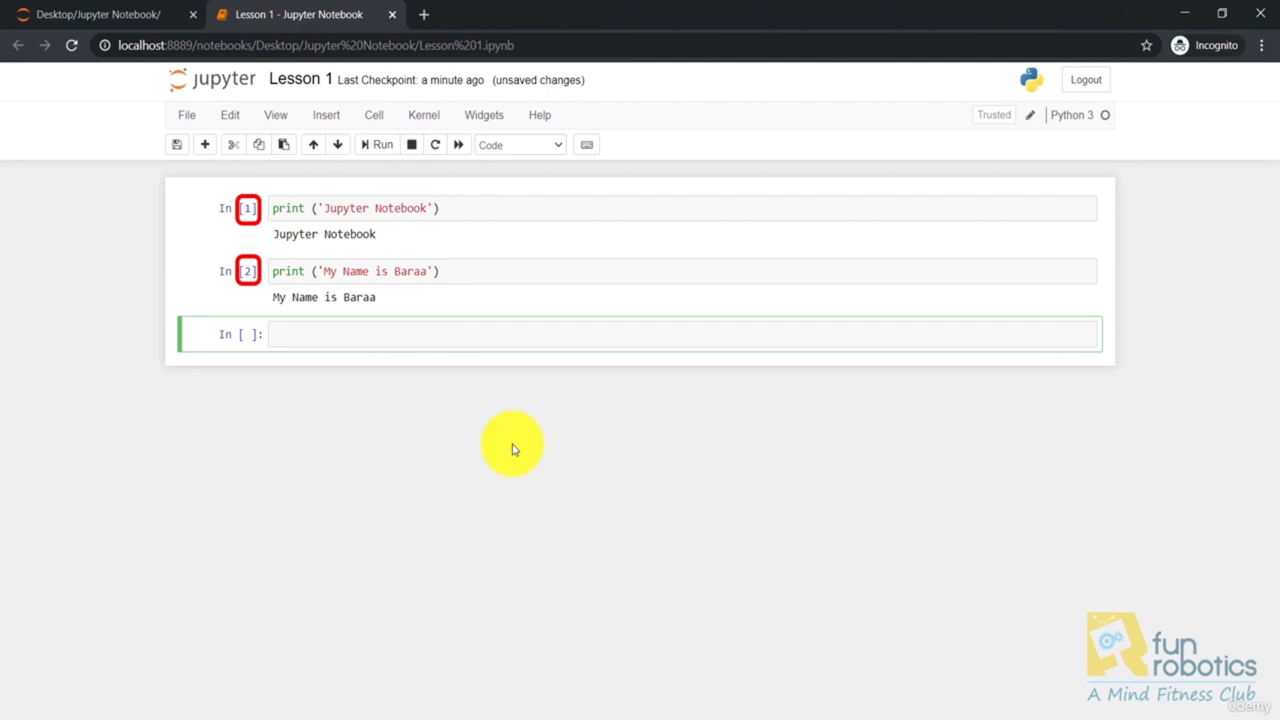 Desktop/Jupyter Notebook/
Lesson 1 - Jupyter Notebook
localhost:8889/notebooks/Desktop/Jupyter%20Notebook/Lesson%201.ipynb
Incognito
jupyter Lesson 1 Last Checkpoint: a minute ago (unsaved changes)
Logout
File Edit View Insert Cell Kernel Widgets Help
Trusted Python 3
Run Code
In [1] print ('Jupyter Notebook')
Jupyter Notebook
In [2] print ('My Name is Baraa')
My Name is Baraa
In [ ]:
fun
robotics
A Mind Fitness Club
ûdemy